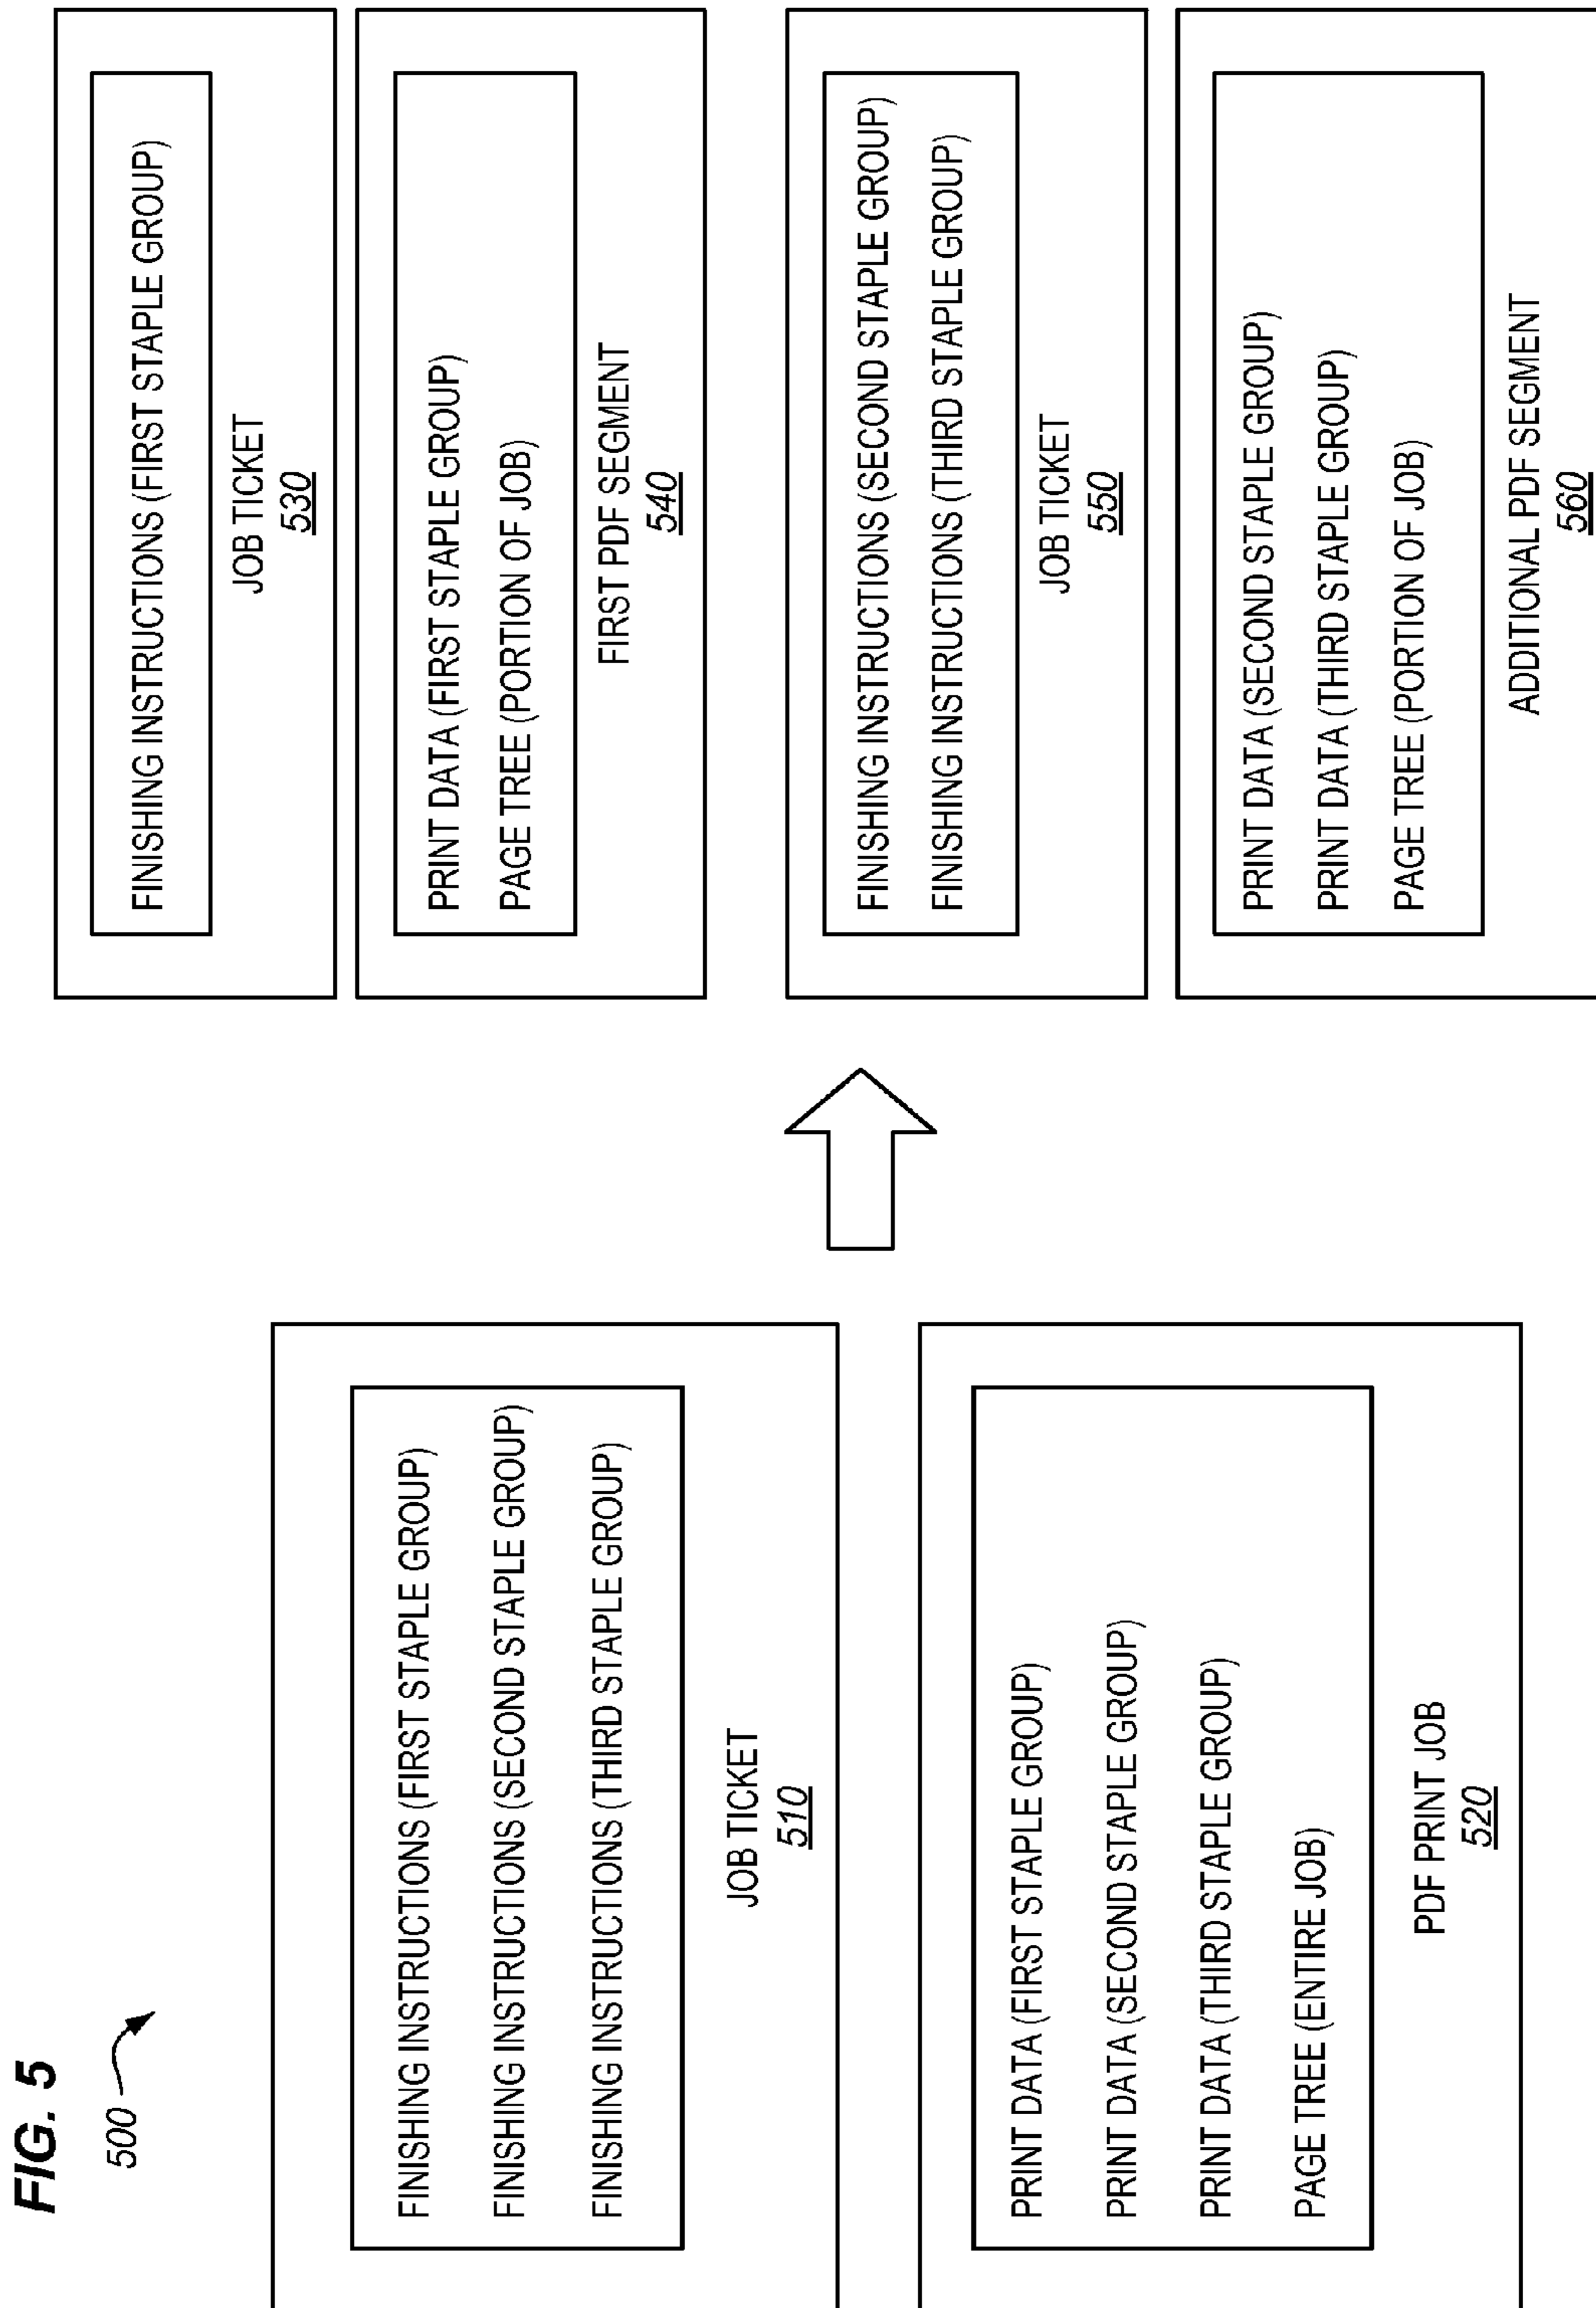 FIG. 5
500
FINISHING INSTRUCTIONS (FIRST STAPLE GROUP)
FINISHING INSTRUCTIONS (SECOND STAPLE GROUP)
FINISHING INSTRUCTIONS (THIRD STAPLE GROUP)
JOB TICKET
510
PRINT DATA (FIRST STAPLE GROUP)
PRINT DATA (SECOND STAPLE GROUP)
PRINT DATA (THIRD STAPLE GROUP)
PAGE TREE (ENTIRE JOB)
PDF PRINT JOB
520
FINISHING INSTRUCTIONS (FIRST STAPLE GROUP)
JOB TICKET
530
PRINT DATA (FIRST STAPLE GROUP)
PAGE TREE (PORTION OF JOB)
FIRST PDF SEGMENT
540
FINISHING INSTRUCTIONS (SECOND STAPLE GROUP)
FINISHING INSTRUCTIONS (THIRD STAPLE GROUP)
JOB TICKET
550
PRINT DATA (SECOND STAPLE GROUP)
PRINT DATA (THIRD STAPLE GROUP)
PAGE TREE (PORTION OF JOB)
ADDITIONAL PDF SEGMENT
560